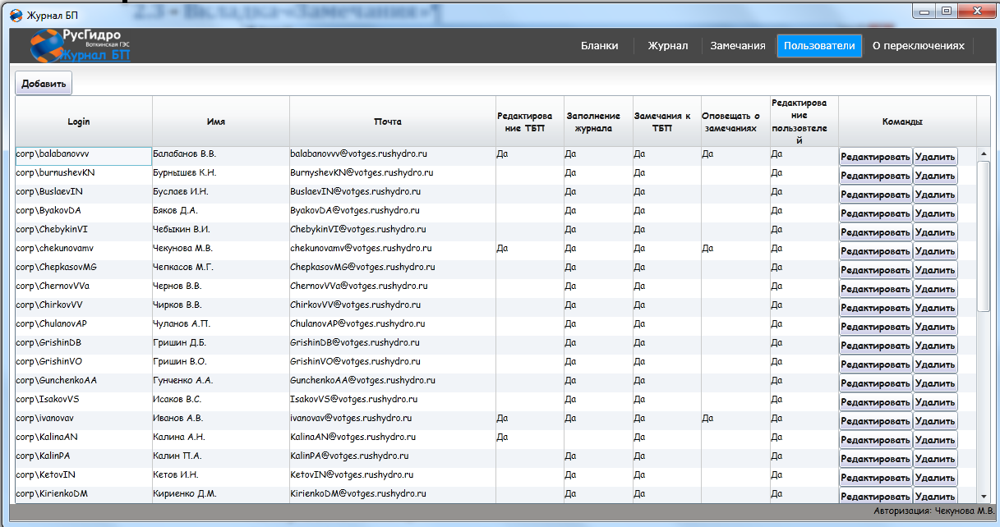 2.3 - Вкладка «Замечания»¶
Журнал БП
РусГидро
Воткинская ГЭС
Журнал БП
Бланки Журнал Замечания Пользователи О переключениях
Добавить
Login Имя Почта Редактирова ние ТБП Заполнение журнала Замечания к ТБП Оповещать о замечаниях Редактирова ние пользовтеле й Команды
corp\balabanovvv Балабанов В.В. balabanovvv@votges.rushydro.ru Да Да Да Да Да Редактировать Удалить
corp\burnushevKN Бурнышев К.Н. BurnyshevKN@votges.rushydro.ru Да Да Да Редактировать Удалить
corp\BuslaevIN Буслаев И.Н. BuslaevIN@votges.rushydro.ru Да Да Да Редактировать Удалить
corp\ByakovDA Бяков Д.А. ByakovDA@votges.rushydro.ru Да Да Да Редактировать Удалить
corp\ChebykinVI Чебыкин В.И. ChebykinVI@votges.rushydro.ru Да Да Да Редактировать Удалить
corp\chekunovamv Чекунова М.В. chekunovamv@votges.rushydro.ru Да Да Да Да Да Редактировать Удалить
corp\ChepkasovMG Чепкасов М.Г. ChepkasovMG@votges.rushydro.ru Да Да Да Редактировать Удалить
corp\ChernovVVa Чернов В.В. ChernovVVa@votges.rushydro.ru Да Да Да Редактировать Удалить
corp\ChirkovVV Чирков В.В. ChirkovVV@votges.rushydro.ru Да Да Да Редактировать Удалить
corp\ChulanovAP Чуланов А.П. ChulanovAP@votges.rushydro.ru Да Да Да Редактировать Удалить
corp\GrishinDB Гришин Д.Б. GrishinDB@votges.rushydro.ru Да Да Да Редактировать Удалить
corp\GrishinVO Гришин В.О. GrishinVO@votges.rushydro.ru Да Да Да Редактировать Удалить
corp\GunchenkoAA Гунченко А.А. GunchenkoAA@votges.rushydro.ru Да Да Да Редактировать Удалить
corp\IsakovVS Исаков В.С. IsakovVS@votges.rushydro.ru Да Да Да Редактировать Удалить
corp\ivanovav Иванов А.В. ivanovav@votges.rushydro.ru Да Да Да Да Да Редактировать Удалить
corp\KalinaAN Калина А.Н. KalinaAN@votges.rushydro.ru Да Да Да Редактировать Удалить
corp\KalinPA Калин П.А. KalinPA@votges.rushydro.ru Да Да Да Редактировать Удалить
corp\KetovIN Кетов И.Н. KetovIN@votges.rushydro.ru Да Да Да Редактировать Удалить
corp\KirienkoDM Кириенко Д.М. KirienkoDM@votges.rushydro.ru Да Да Да Редактировать Удалить
Авторизация: Чекунова М.В.